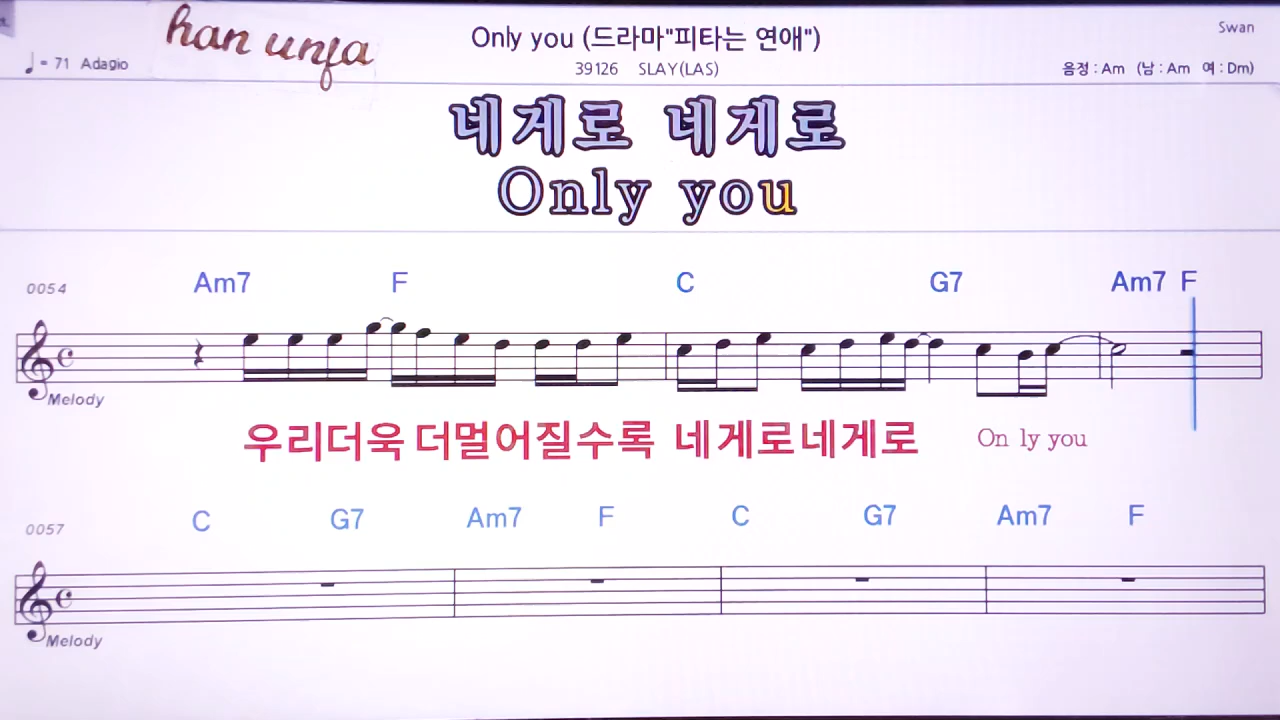 han unfa
Only you (드라마"피타는 연애")
Swan
♩ = 71 Adagio
39126 SLAY(LAS)
음정 : Am (남 : Am 여 : Dm)
네게로 네게로
Only you
Am7 F C G7 Am7 F
0054
Melody
우리더욱 더멀어질수록 네게로네게로 On ly you
C G7 Am7 F C G7 Am7 F
0057
Melody